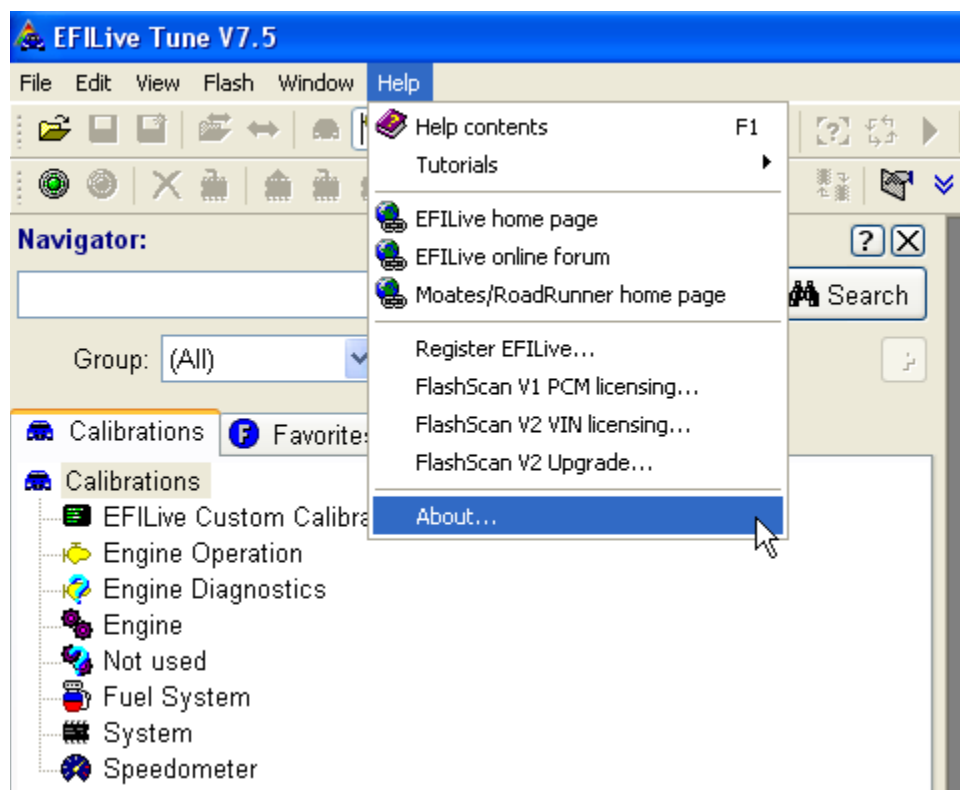 EFILive Tune V7.5
File Edit View Flash Window Help
Help contents F1
Tutorials
EFILive home page
EFILive online forum
Moates/RoadRunner home page
Register EFILive...
FlashScan V1 PCM licensing...
FlashScan V2 VIN licensing...
FlashScan V2 Upgrade...
About...
Navigator:
Search
Group: (All)
Calibrations
Favorite
Calibrations
EFILive Custom Calibra
Engine Operation
Engine Diagnostics
Engine
Not used
Fuel System
System
Speedometer